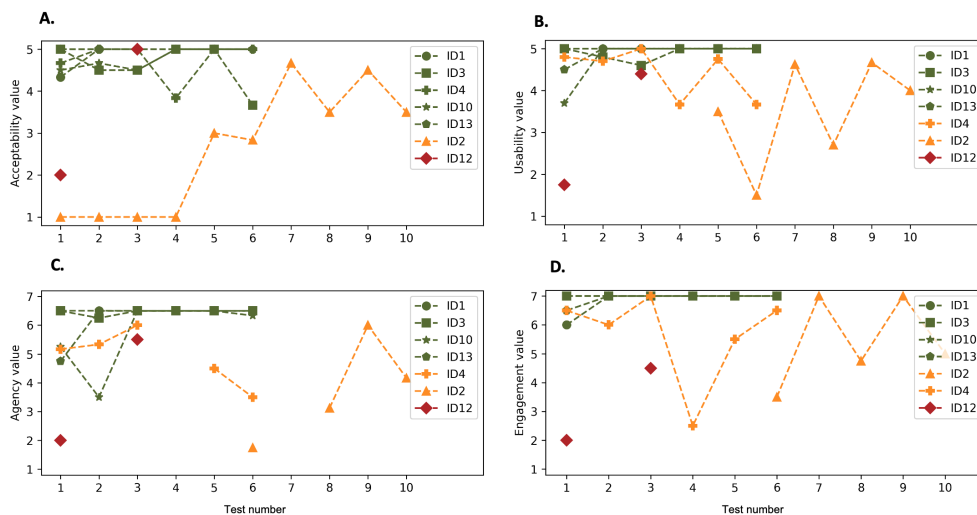 A.
Acceptability value
5
4
3
2
1
1 2 3 4 5 6 7 8 9 10
ID1
ID3
ID4
ID10
ID13
ID2
ID12
B.
Usability value
5
4
3
2
1
1 2 3 4 5 6 7 8 9 10
ID1
ID3
ID10
ID13
ID4
ID2
ID12
C.
Agency value
7
6
5
4
3
2
1
1 2 3 4 5 6 7 8 9 10
Test number
ID1
ID3
ID10
ID13
ID4
ID2
ID12
D.
Engagement value
7
6
5
4
3
2
1
1 2 3 4 5 6 7 8 9 10
Test number
ID1
ID3
ID10
ID13
ID2
ID4
ID12